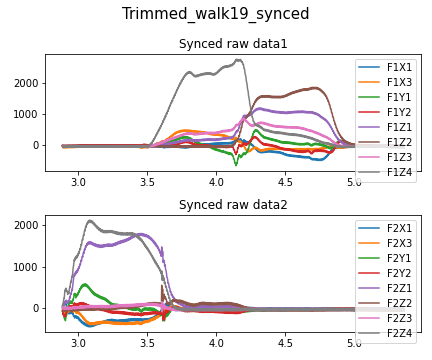 Trimmed_walk19_synced
Synced raw data1
2000
1000
0
3.0 3.5 4.0 4.5 5.0
F1X1
F1X3
F1Y1
F1Y2
F1Z1
F1Z2
F1Z3
F1Z4
Synced raw data2
2000
1000
0
3.0 3.5 4.0 4.5 5.0
F2X1
F2X3
F2Y1
F2Y2
F2Z1
F2Z2
F2Z3
F2Z4